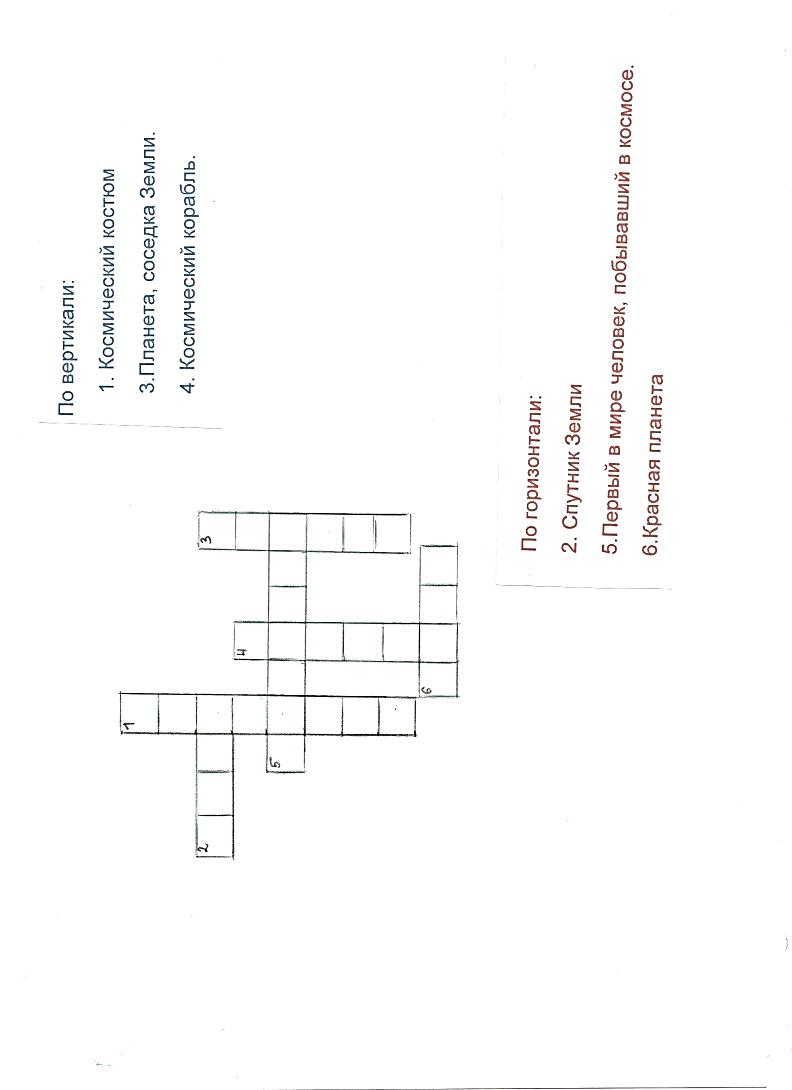 По вертикали:
1. Космический костюм
3.Планета, соседка Земли.
4. Космический корабль.
1
2
3
4
5
6
По горизонтали:
2. Спутник Земли
5.Первый в мире человек, побывавший в космосе.
6.Красная планета